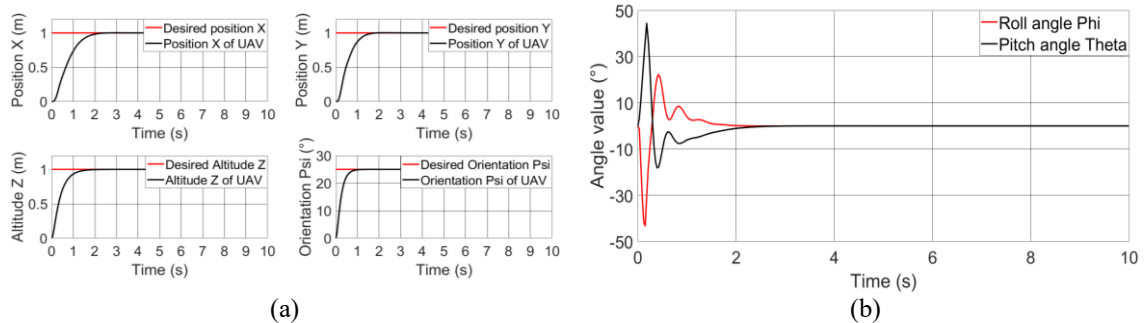 Position X (m)
1
0.5
0
Desired position X
Position X of UAV
0 1 2 3 4 5 6 7 8 9 10
Time (s)
Position Y (m)
1
0.5
0
Desired position Y
Position Y of UAV
0 1 2 3 4 5 6 7 8 9 10
Time (s)
Altitude Z (m)
1
0.5
0
Desired Altitude Z
Altitude Z of UAV
0 1 2 3 4 5 6 7 8 9 10
Time (s)
Orientation Psi (°)
30
20
10
0
Desired Orientation Psi
Orientation Psi of UAV
0 1 2 3 4 5 6 7 8 9 10
Time (s)
(a)
Angle value (°)
50
30
10
-10
-30
-50
Roll angle Phi
Pitch angle Theta
0 2 4 6 8 10
Time (s)
(b)